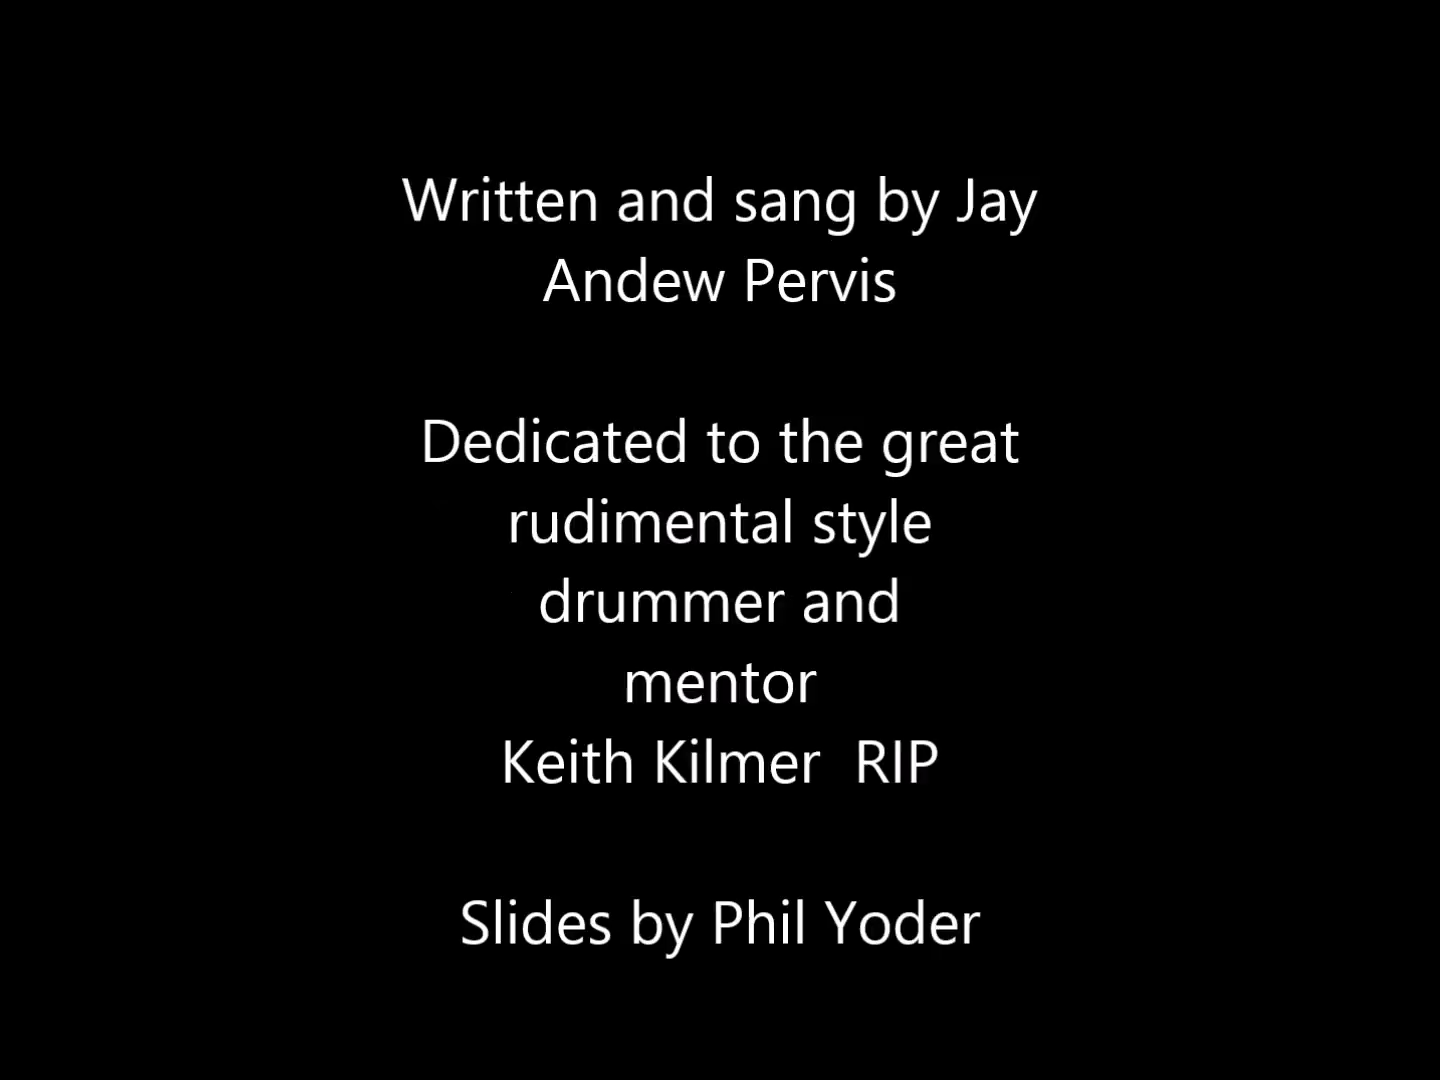 Written and sang by Jay
Andew Pervis
Dedicated to the great
rudimental style
drummer and
mentor
Keith Kilmer  RIP
Slides by Phil Yoder